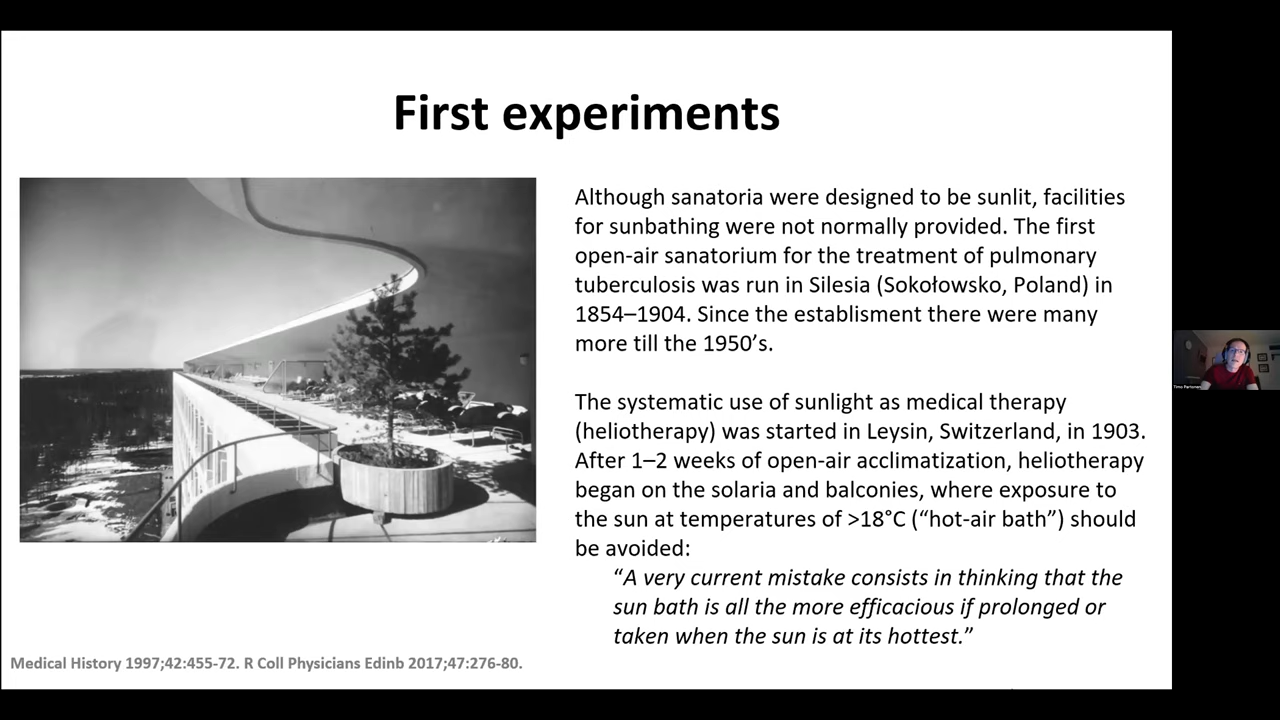 First experiments
Although sanatoria were designed to be sunlit, facilities
for sunbathing were not normally provided. The first
open-air sanatorium for the treatment of pulmonary
tuberculosis was run in Silesia (Sokołowsko, Poland) in
1854–1904. Since the establisment there were many
more till the 1950’s.
The systematic use of sunlight as medical therapy
(heliotherapy) was started in Leysin, Switzerland, in 1903.
After 1–2 weeks of open-air acclimatization, heliotherapy
began on the solaria and balconies, where exposure to
the sun at temperatures of >18°C (“hot-air bath”) should
be avoided:
“A very current mistake consists in thinking that the
sun bath is all the more efficacious if prolonged or
taken when the sun is at its hottest.”
Medical History 1997;42:455-72. R Coll Physicians Edinb 2017;47:276-80.
Timo Partonen